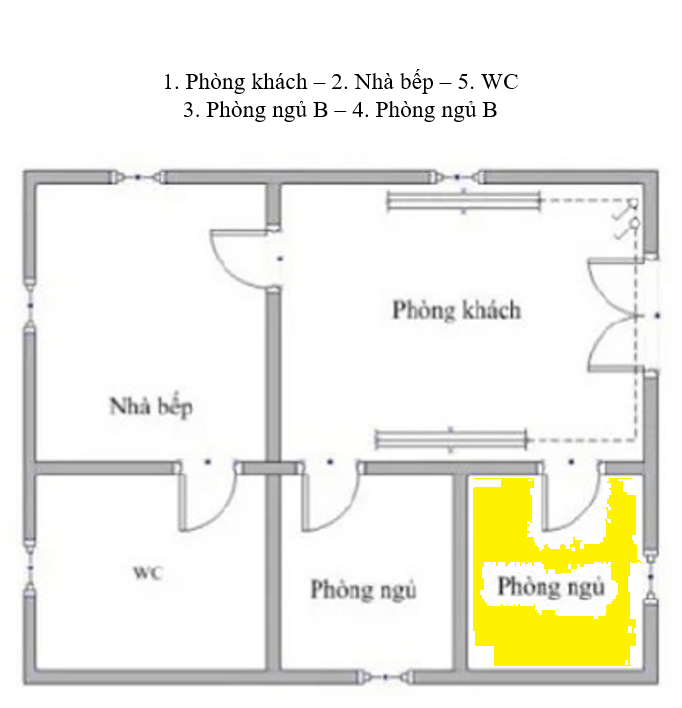 1. Phòng khách – 2. Nhà bếp – 5. WC
3. Phòng ngủ B – 4. Phòng ngủ B
Phòng khách
Nhà bếp
WC
Phòng ngủ
Phòng ngủ